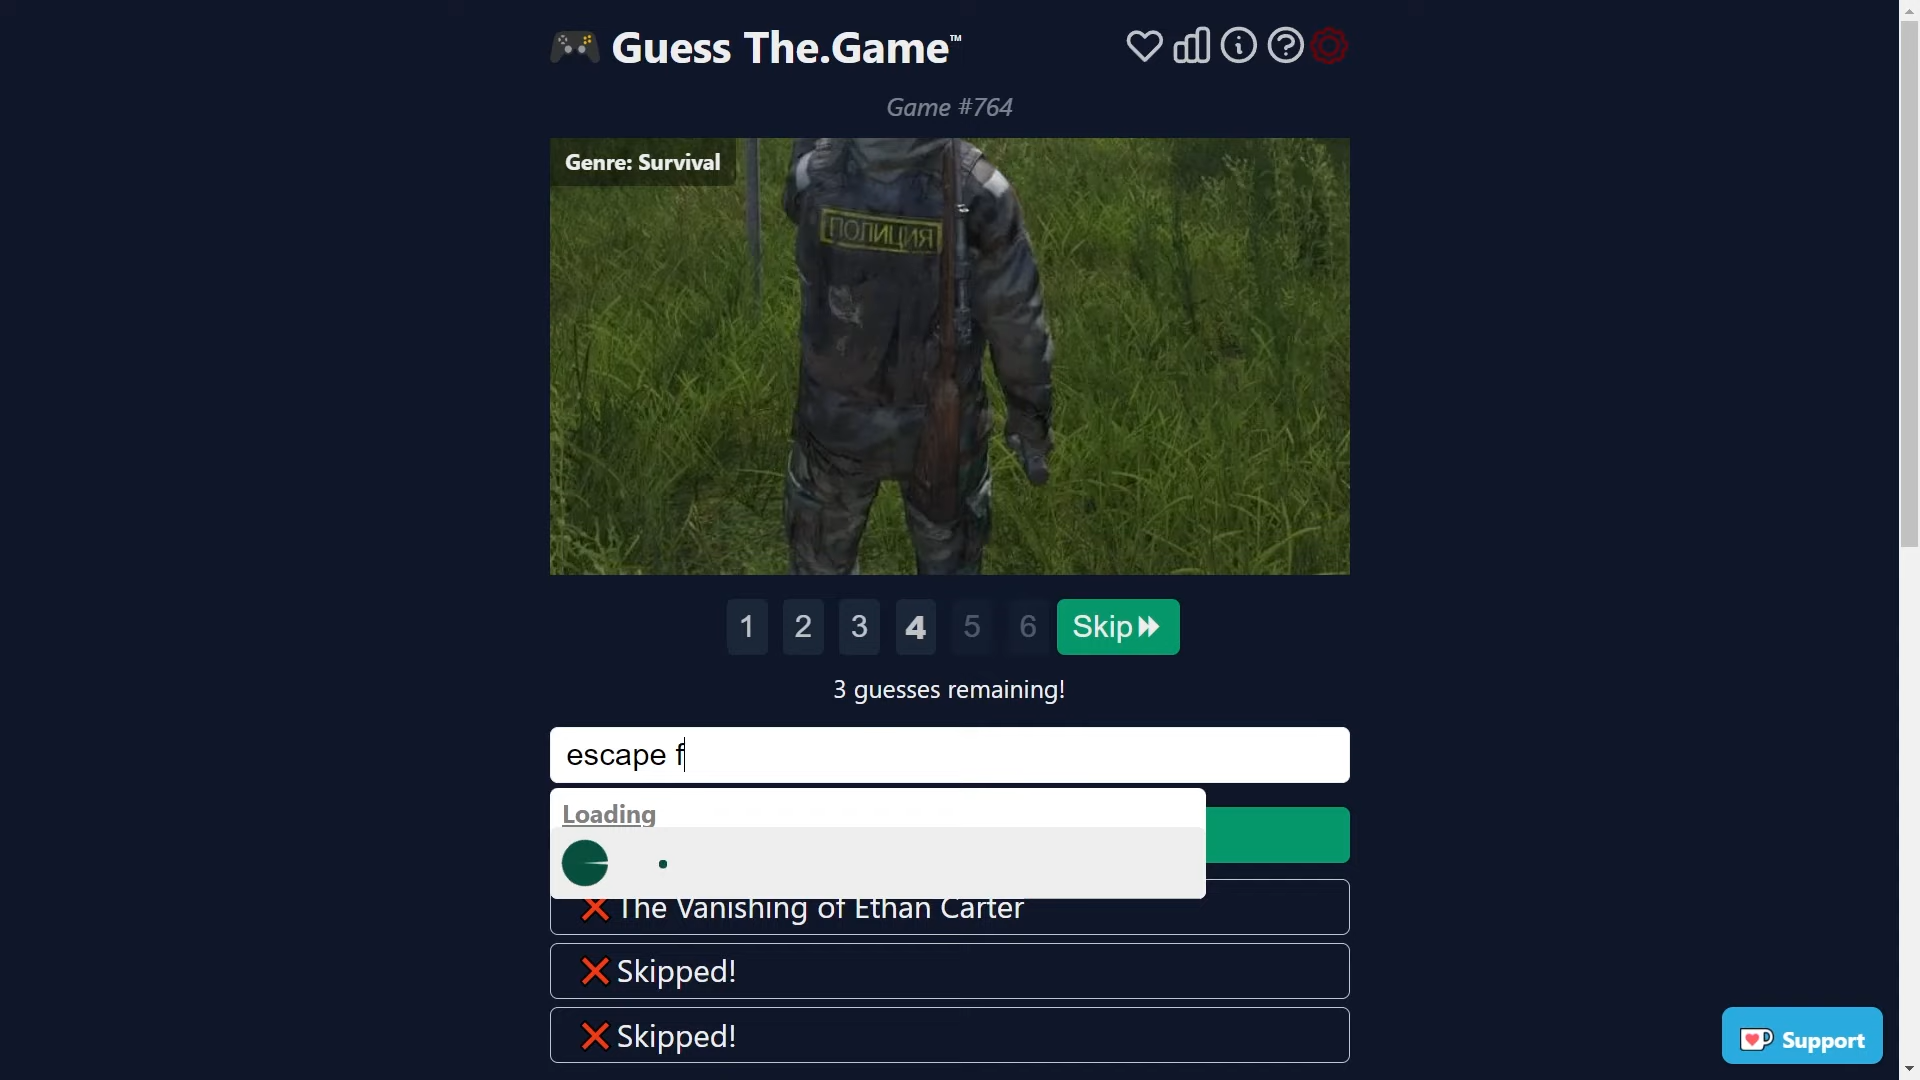 Guess The.Game™
Game #764
Genre: Survival
ПОЛИЦИЯ
1 2 3 4 5 6 Skip
3 guesses remaining!
escape f
Loading
The Vanishing of Ethan Carter
Skipped!
Skipped!
Support